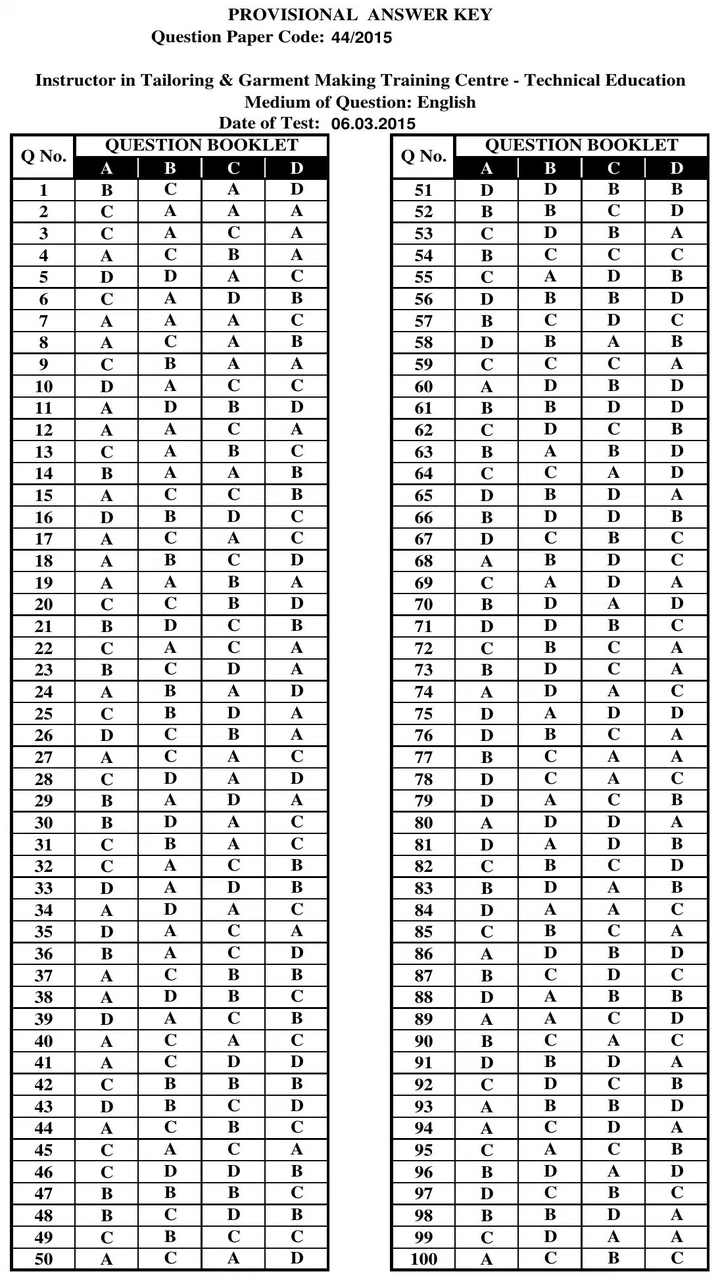 PROVISIONAL ANSWER KEY
Question Paper Code: 44/2015
Instructor in Tailoring & Garment Making Training Centre - Technical Education
Medium of Question: English
Date of Test: 06.03.2015
Q No. QUESTION BOOKLET
A B C D
1 B C A D
2 C A A A
3 C A C A
4 A C B A
5 D D A C
6 C A D B
7 A A A C
8 A C A B
9 C B A A
10 D A C C
11 A D B D
12 A A C A
13 C A B C
14 B A A B
15 A C C B
16 D B D C
17 A C A C
18 A B C D
19 A A B A
20 C C B D
21 B D C B
22 C A C A
23 B C D A
24 A B A D
25 C B D A
26 D C B A
27 A C A C
28 C D A D
29 B A D A
30 B D A C
31 C B A C
32 C A C B
33 D A D B
34 A D A C
35 D A C A
36 B A C D
37 A C B B
38 A D B C
39 D A C B
40 A C A C
41 A C D D
42 C B B B
43 D B C D
44 A C B C
45 C A C A
46 C D D B
47 B B B C
48 B C D B
49 C B C C
50 A C A D
Q No. QUESTION BOOKLET
A B C D
51 D D B B
52 B B C D
53 C D B A
54 B C C C
55 C A D B
56 D B B D
57 B C D C
58 D B A B
59 C C C A
60 A D B D
61 B B D D
62 C D C B
63 B A B D
64 C C A D
65 D B D A
66 B D D B
67 D C B C
68 A B D C
69 C A D A
70 B D A D
71 D D B C
72 C B C A
73 B D C A
74 A D A C
75 D A D D
76 D B C A
77 B C A A
78 D C A C
79 D A C B
80 A D D A
81 D A D B
82 C B C D
83 B D A B
84 D A A C
85 C B C A
86 A D B D
87 B C D C
88 D A B B
89 A A C D
90 B C A C
91 D B D A
92 C D C B
93 A B B D
94 A C D A
95 C A C B
96 B D A D
97 D C B C
98 B B D A
99 C D A A
100 A C B C